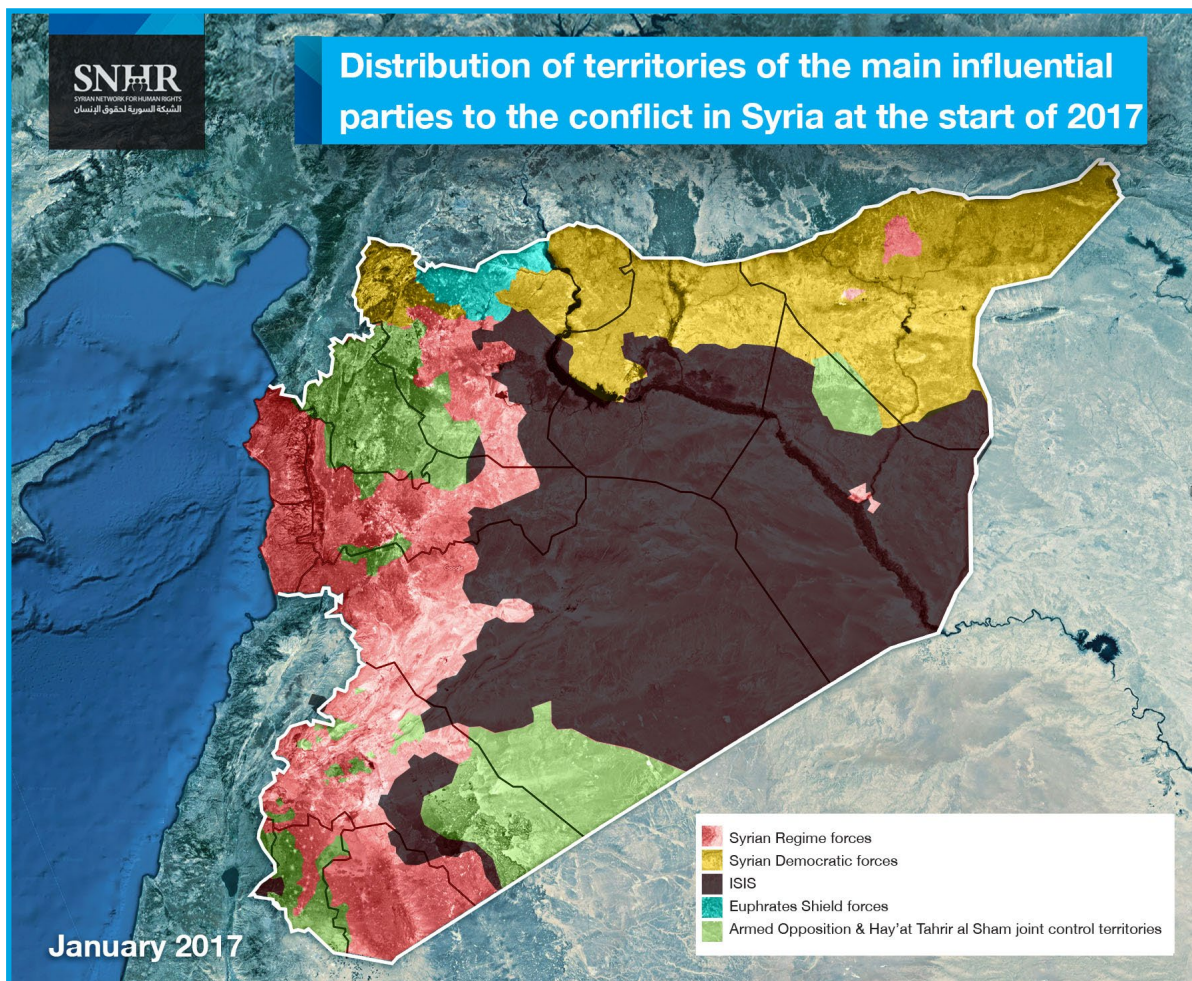 SNHR
SYRIAN NETWORK FOR HUMAN RIGHTS
الشبكة السورية لحقوق الإنسان
Distribution of territories of the main influential
parties to the conflict in Syria at the start of 2017
Syrian Regime forces
Syrian Democratic forces
ISIS
Euphrates Shield forces
Armed Opposition & Hay'at Tahrir al Sham joint control territories
January 2017